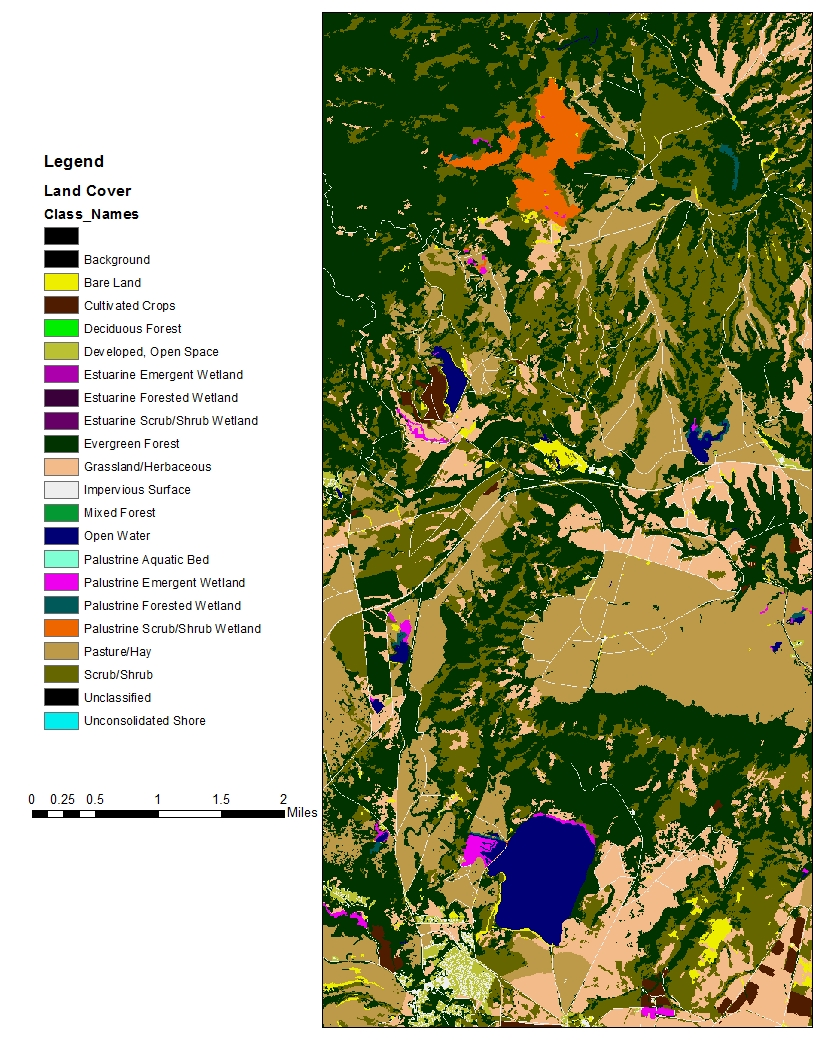 Legend
Land Cover
Class_Names
Background
Bare Land
Cultivated Crops
Deciduous Forest
Developed, Open Space
Estuarine Emergent Wetland
Estuarine Forested Wetland
Estuarine Scrub/Shrub Wetland
Evergreen Forest
Grassland/Herbaceous
Impervious Surface
Mixed Forest
Open Water
Palustrine Aquatic Bed
Palustrine Emergent Wetland
Palustrine Forested Wetland
Palustrine Scrub/Shrub Wetland
Pasture/Hay
Scrub/Shrub
Unclassified
Unconsolidated Shore
0 0.25 0.5 1 1.5 2
Miles